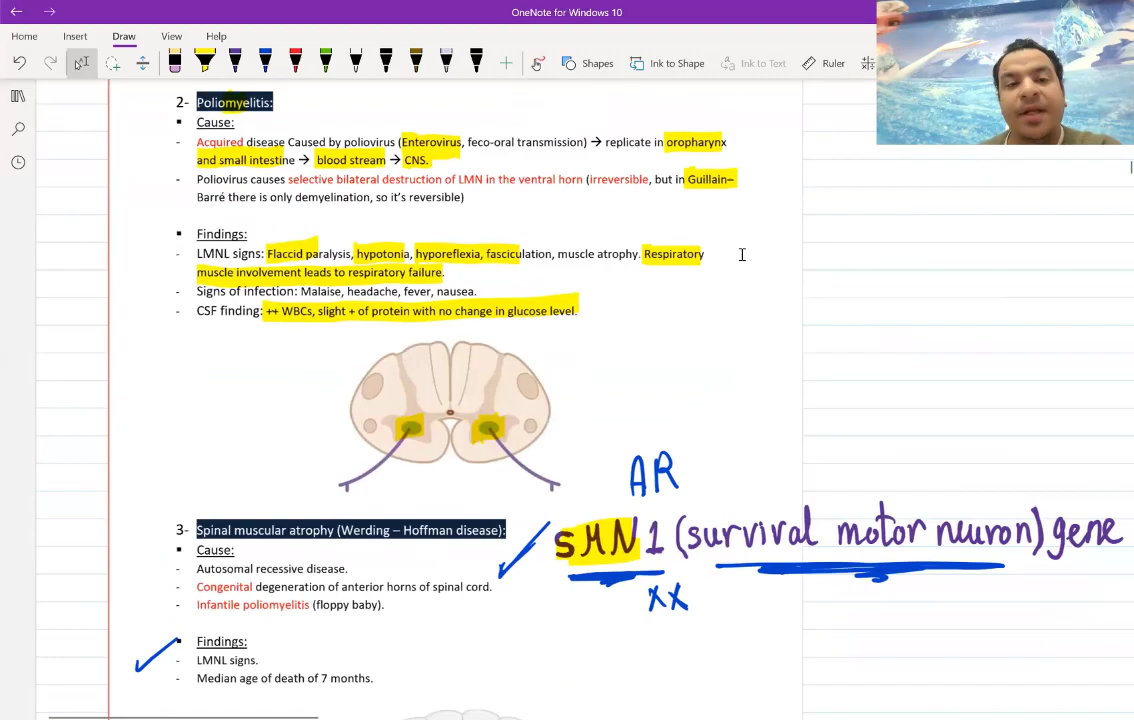 OneNote for Windows 10
Home Insert Draw View Help
Shapes Ink to Shape Ink to Text Ruler
2- Poliomyelitis:
Cause:
- Acquired disease Caused by poliovirus (Enterovirus, feco-oral transmission) → replicate in oropharynx
and small intestine → blood stream → CNS.
- Poliovirus causes selective bilateral destruction of LMN in the ventral horn (irreversible, but in Guillain–
Barré there is only demyelination, so it's reversible)
Findings:
- LMNL signs: Flaccid paralysis, hypotonia, hyporeflexia, fasciculation, muscle atrophy. Respiratory
muscle involvement leads to respiratory failure.
- Signs of infection: Malaise, headache, fever, nausea.
- CSF finding: ++ WBCs, slight + of protein with no change in glucose level.
AR
3- Spinal muscular atrophy (Werding – Hoffman disease):
SMN1 (survival motor neuron) gene
Cause:
- Autosomal recessive disease.
- Congenital degeneration of anterior horns of spinal cord.
XX
- Infantile poliomyelitis (floppy baby).
Findings:
- LMNL signs.
- Median age of death of 7 months.